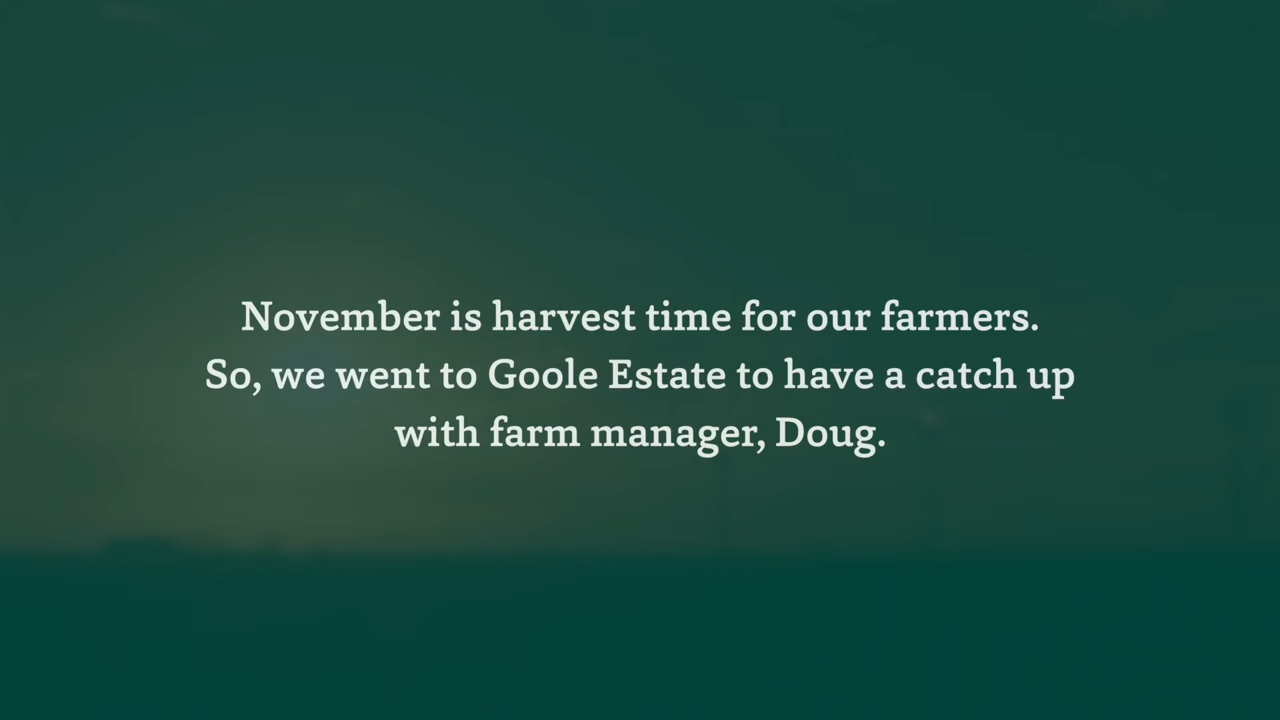 November is harvest time for our farmers.
So, we went to Goole Estate to have a catch up
with farm manager, Doug.